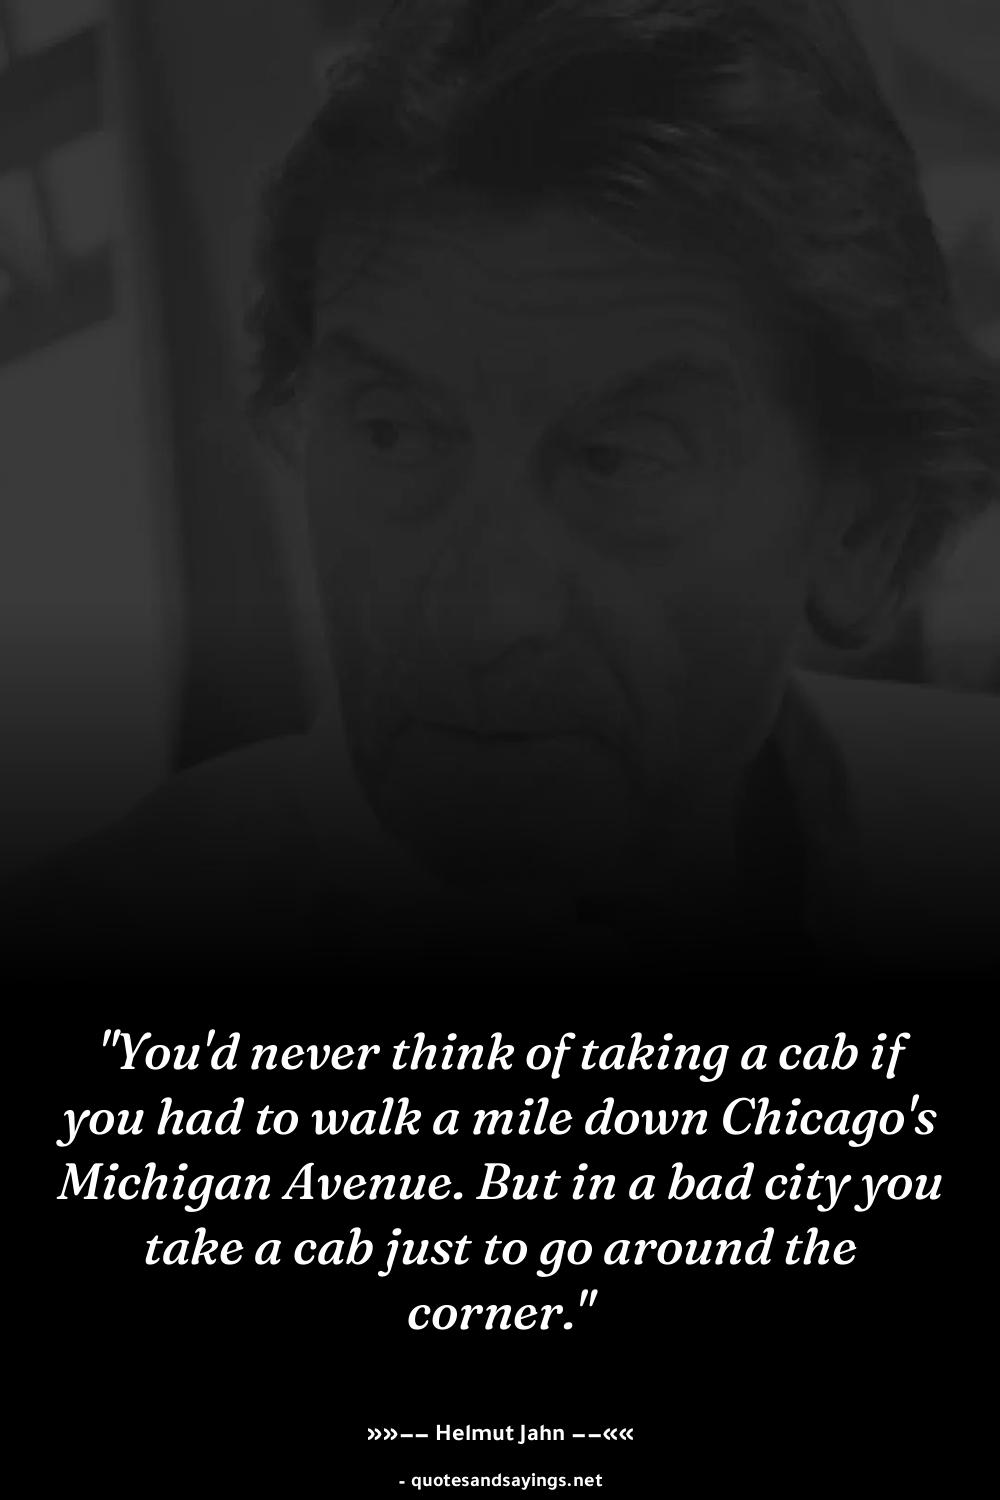 "You'd never think of taking a cab if
you had to walk a mile down Chicago's
Michigan Avenue. But in a bad city you
take a cab just to go around the
corner."
»»−− Helmut Jahn −−««
- quotesandsayings.net